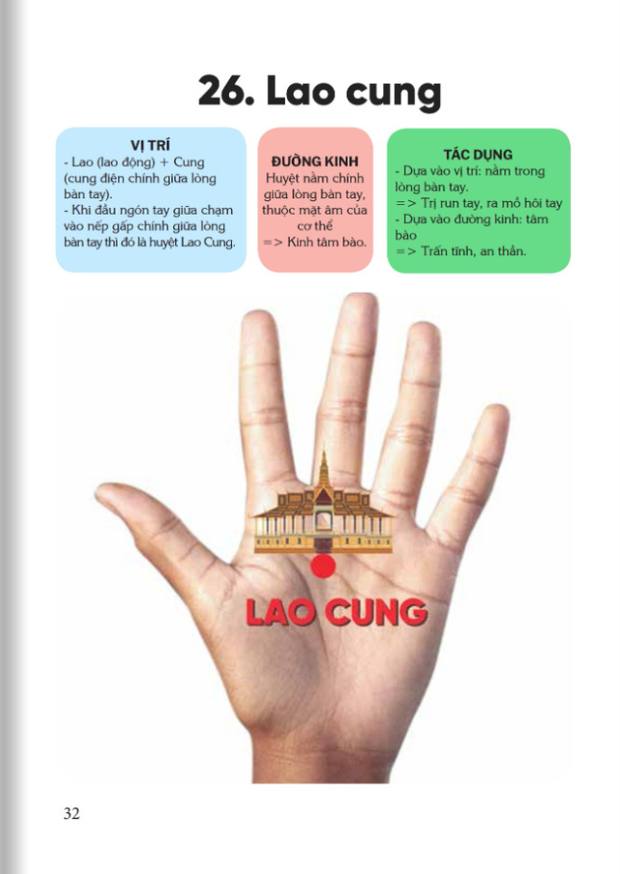 26. Lao cung
VỊ TRÍ
- Lao (lao động) + Cung
(cung điện chính giữa lòng
bàn tay).
- Khi đầu ngón tay giữa chạm
vào nếp gấp chính giữa lòng
bàn tay thì đó là huyệt Lao Cung.
ĐƯỜNG KINH
Huyệt nằm chính
giữa lòng bàn tay,
thuộc mặt âm của
cơ thể
=> Kinh tâm bào.
TÁC DỤNG
- Dựa vào vị trí: nằm trong
lòng bàn tay.
=> Trị run tay, ra mồ hôi tay
- Dựa vào đường kinh: tâm
bào
=> Trấn tĩnh, an thần.
LAO CUNG
32